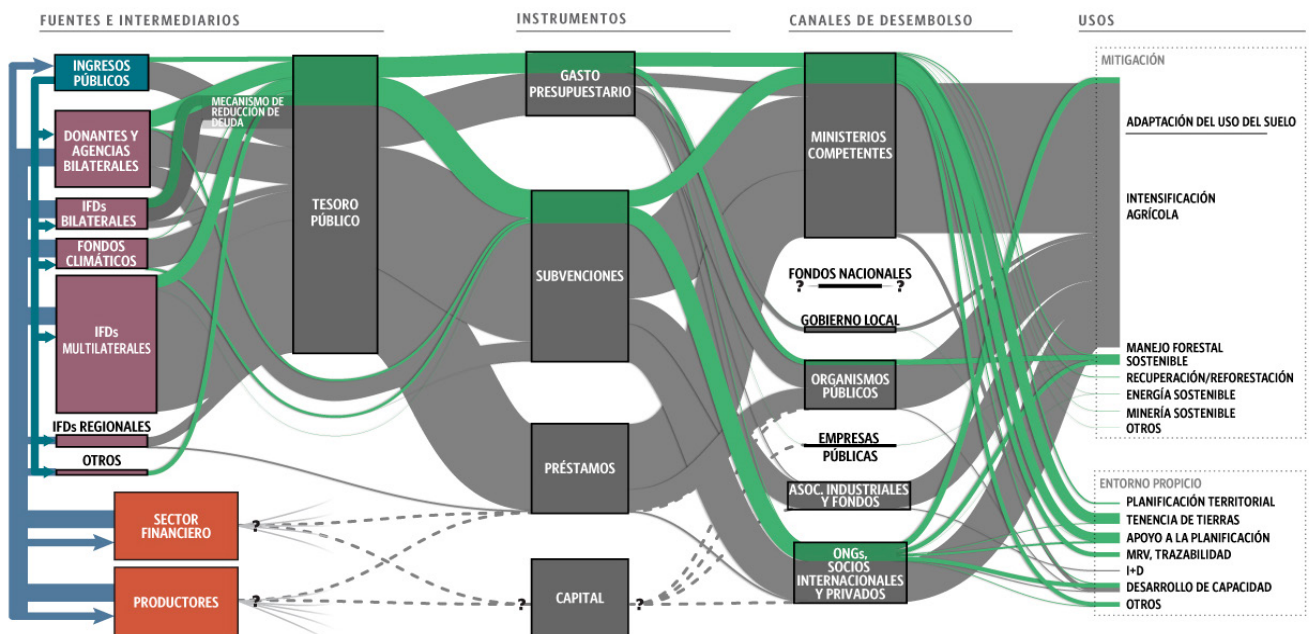 FUENTES E INTERMEDIARIOS
INSTRUMENTOS
CANALES DE DESEMBOLSO
USOS
INGRESOS
PÚBLICOS
DONANTES Y
AGENCIAS
BILATERALES
IFDs
BILATERALES
FONDOS
CLIMÁTICOS
IFDs
MULTILATERALES
IFDs REGIONALES
OTROS
SECTOR
FINANCIERO
?
PRODUCTORES
?
MECANISMO DE
REDUCCIÓN DE
DEUDA
TESORO
PÚBLICO
GASTO
PRESUPUESTARIO
SUBVENCIONES
PRÉSTAMOS
? CAPITAL ?
MINISTERIOS
COMPETENTES
FONDOS NACIONALES
? ?
GOBIERNO LOCAL
ORGANISMOS
PÚBLICOS
EMPRESAS
PÚBLICAS
ASOC. INDUSTRIALES
Y FONDOS
ONGs,
SOCIOS
INTERNACIONALES
Y PRIVADOS
MITIGACIÓN
ADAPTACIÓN DEL USO DEL SUELO
INTENSIFICACIÓN
AGRÍCOLA
MANEJO FORESTAL
SOSTENIBLE
RECUPERACIÓN/REFORESTACIÓN
ENERGÍA SOSTENIBLE
MINERÍA SOSTENIBLE
OTROS
ENTORNO PROPICIO
PLANIFICACIÓN TERRITORIAL
TENENCIA DE TIERRAS
APOYO A LA PLANIFICACIÓN
MRV, TRAZABILIDAD
I+D
DESARROLLO DE CAPACIDAD
OTROS